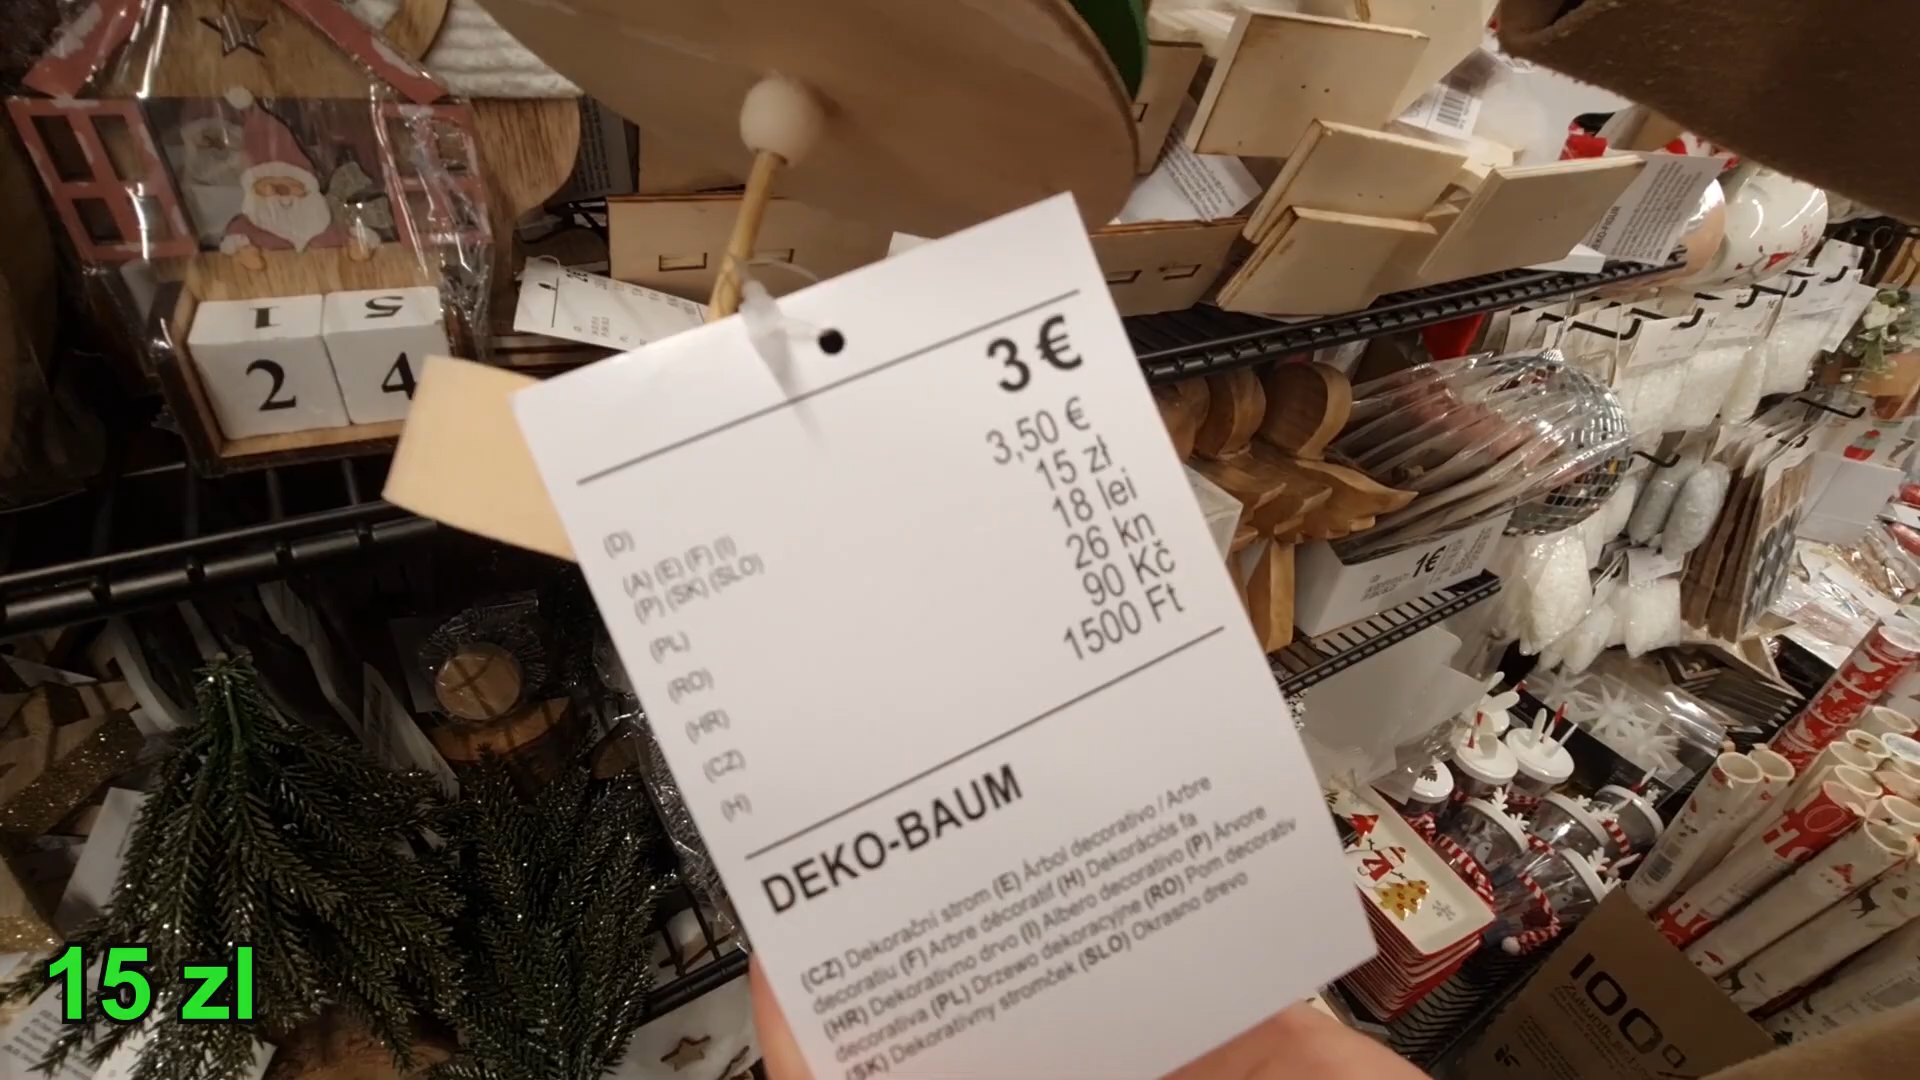 3 €
3,50 €
15 zł
18 lei
26 kn
90 Kč
1500 Ft
(D)
(A) (E) (F) (I)
(P) (SK) (SLO)
(PL)
(RO)
(HR)
(CZ)
(H)
DEKO-BAUM
(CZ) Dekorační strom (E) Árbol decorativo / Arbre
decoratiu (F) Arbre décoratif (H) Dekorációs fa
(HR) Dekorativno drvo (I) Albero decorativo (P) Árvore
decorativa (PL) Drzewo dekoracyjne (RO) Pom decorativ
(SK) Dekoratívny stromček (SLO) Okrasno drevo
2 4
1€
100%
15 zl